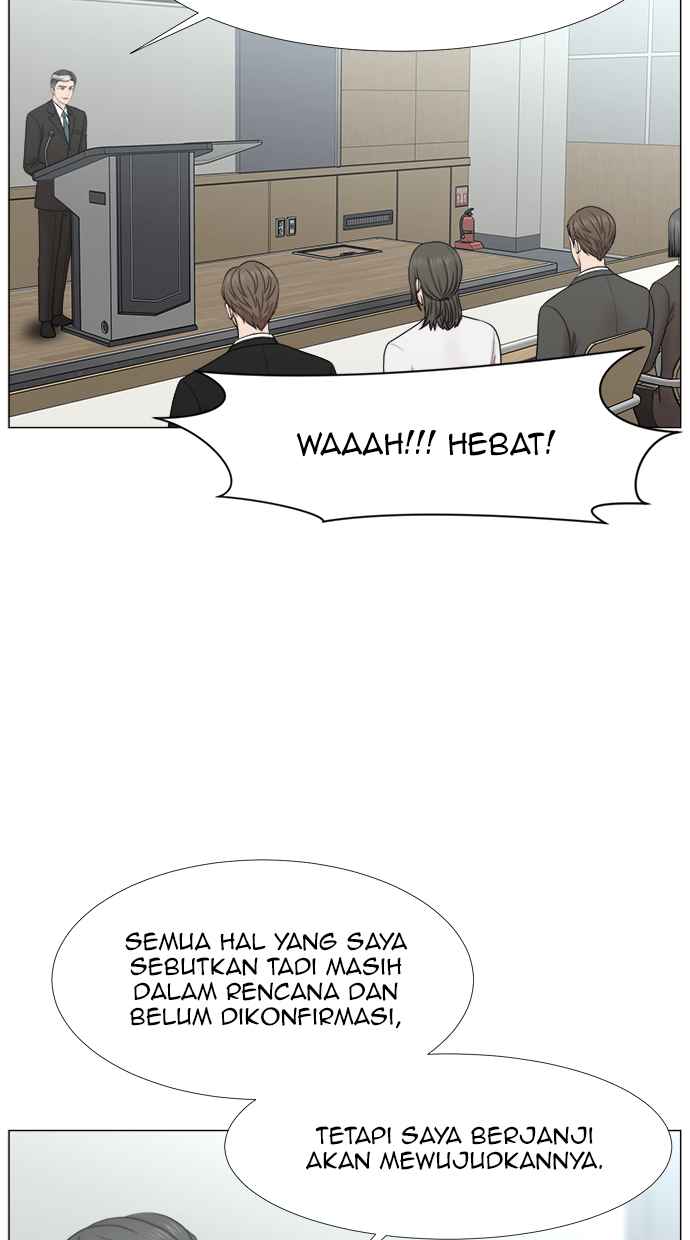 WAAAH!!! HEBAT!
SEMUA HAL YANG SAYA
SEBUTKAN TADI MASIH
DALAM RENCANA DAN
BELUM DIKONFIRMASI,
TETAPI SAYA BERJANJI
AKAN MEWUJUDKANNYA.